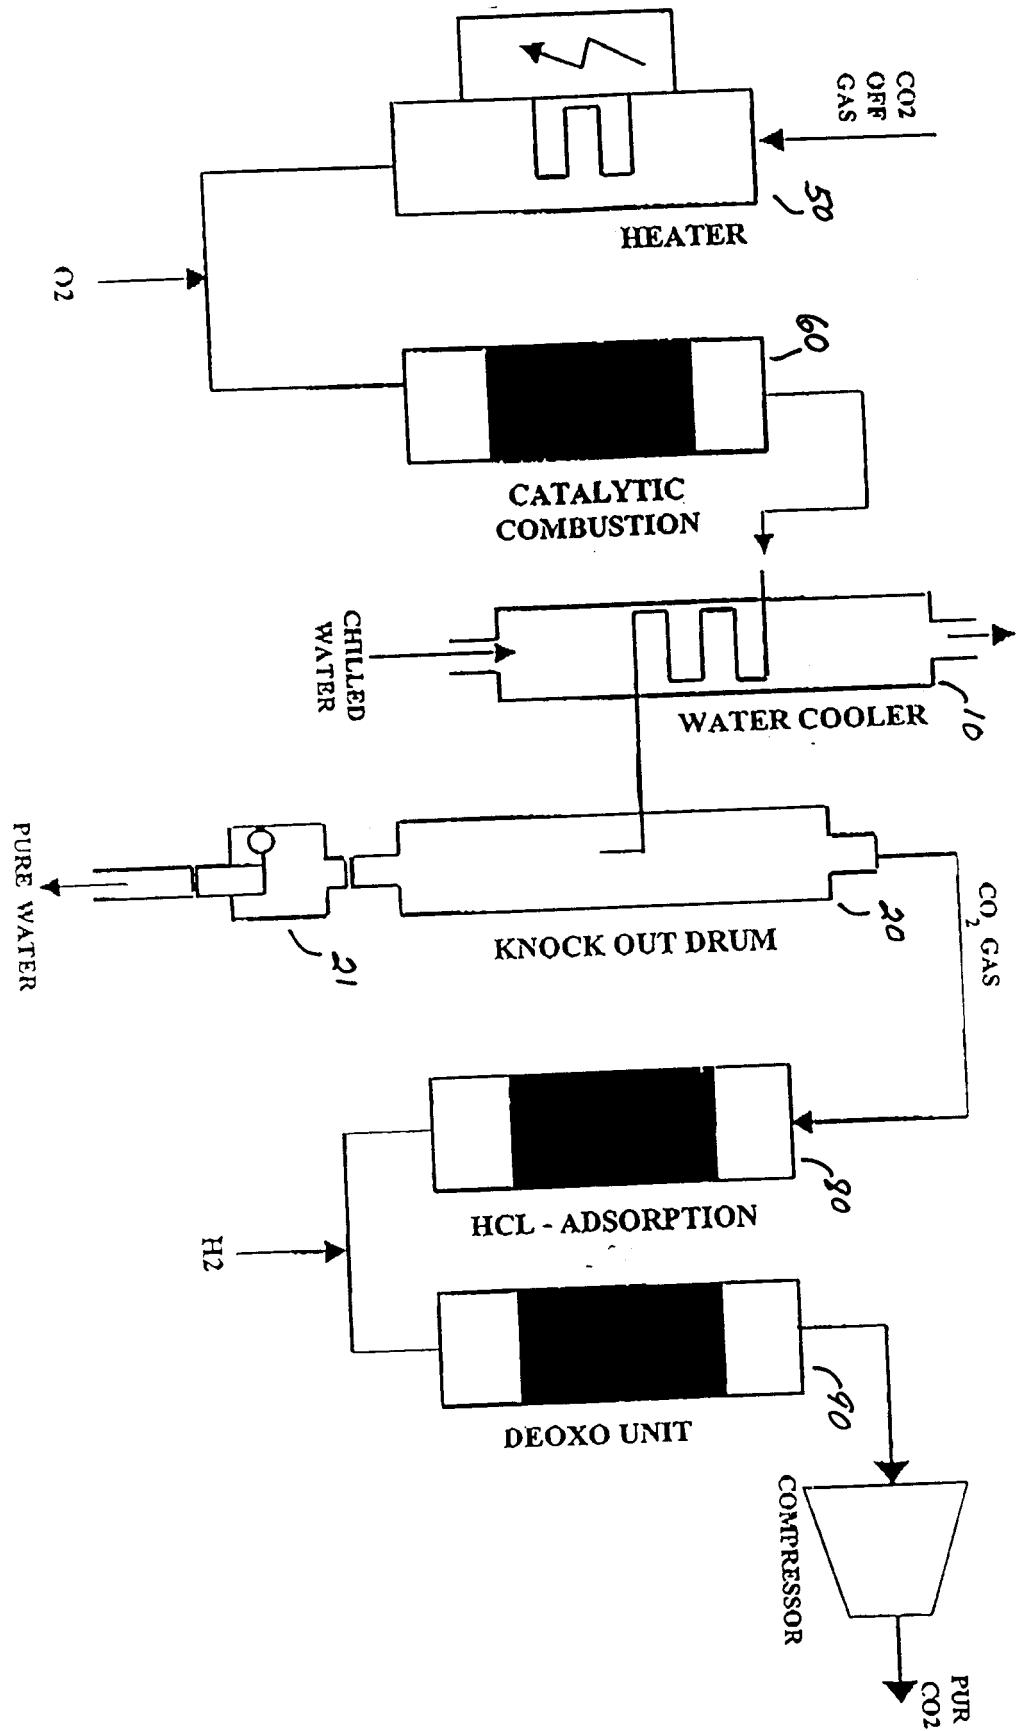 CO2
OFF
GAS
50
HEATER
O2
60
CATALYTIC
COMBUSTION
CHILLED
WATER
10
WATER COOLER
20
KNOCK OUT DRUM
21
PURE WATER
CO2 GAS
80
HCL - ADSORPTION
H2
90
DEOXO UNIT
COMPRESSOR
PUR
CO2